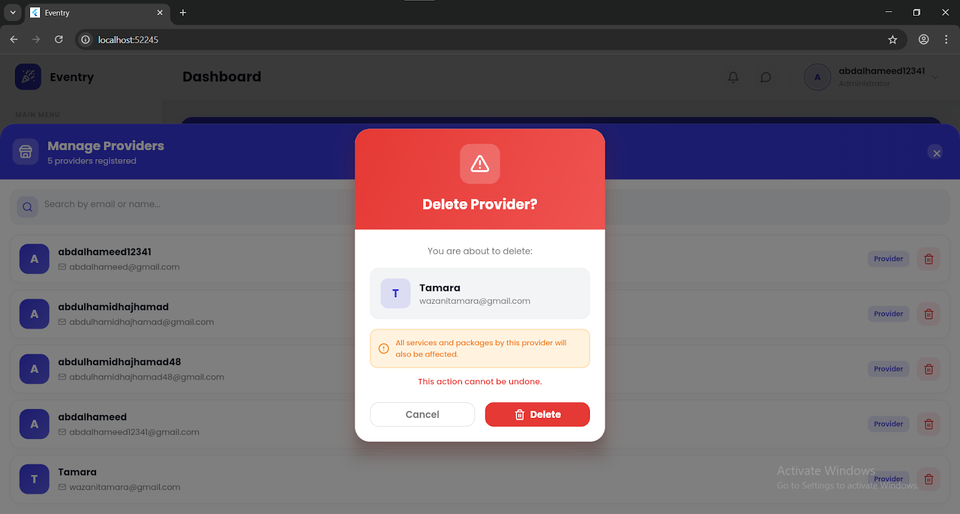 Eventry
localhost:52245
Eventry
Dashboard
abdalhameed12341
Administrator
MAIN MENU
Manage Providers
5 providers registered
Search by email or name...
A
abdalhameed12341
abdalhameed@gmail.com
Provider
A
abdulhamidhajhamad
abdulhamidhajhamad@gmail.com
Provider
A
abdulhamidhajhamad48
abdulhamidhajhamad48@gmail.com
Provider
A
abdalhameed
abdalhameed12341@gmail.com
Provider
T
Tamara
wazanitamara@gmail.com
Provider
Delete Provider?
You are about to delete:
T
Tamara
wazanitamara@gmail.com
All services and packages by this provider will
also be affected.
This action cannot be undone.
Cancel
Delete
A
Activate Windows
Go to Settings to activate Windows.